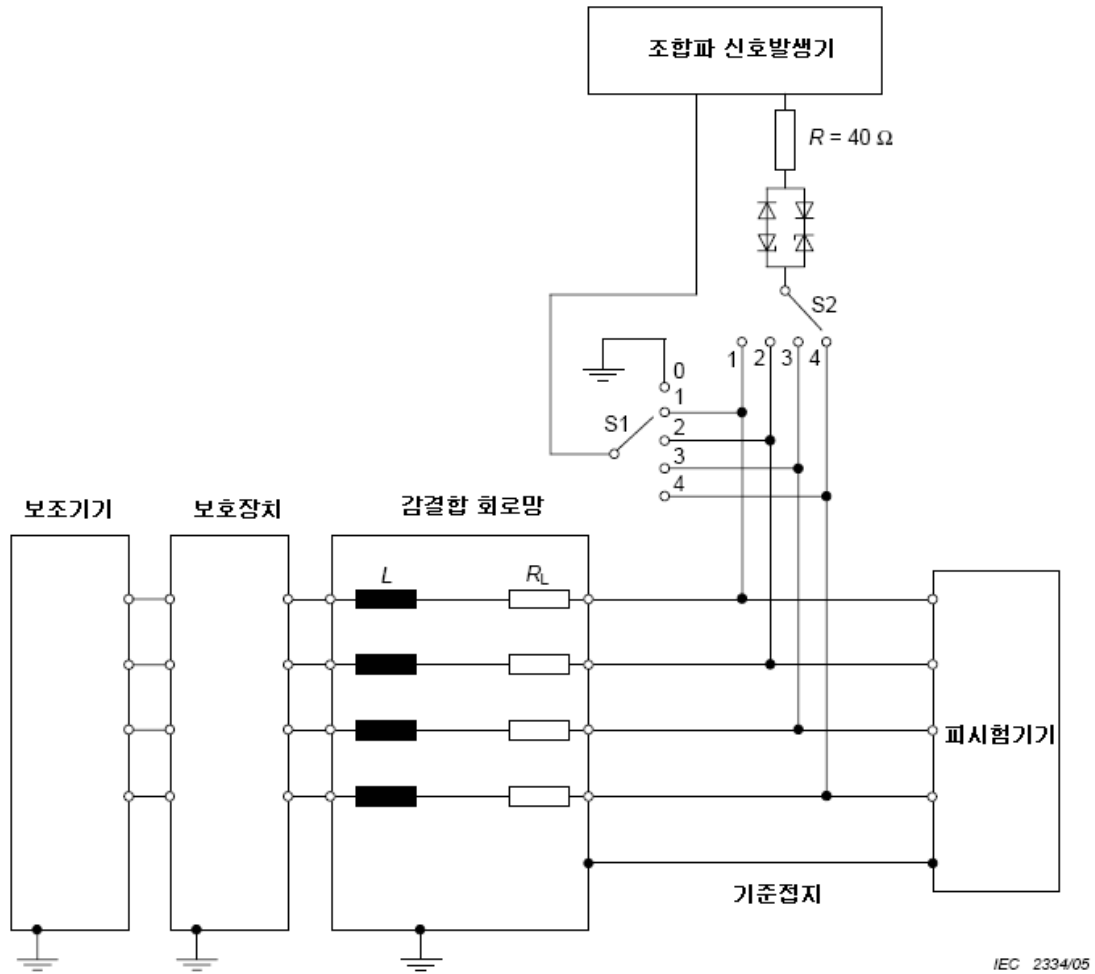 조합파 신호발생기
R = 40 Ω
S2
1 2 3 4
0
1
S1
2
3
4
보조기기
보호장치
감결합 회로망
L
RL
피시험기기
기준접지
IEC 2334/05